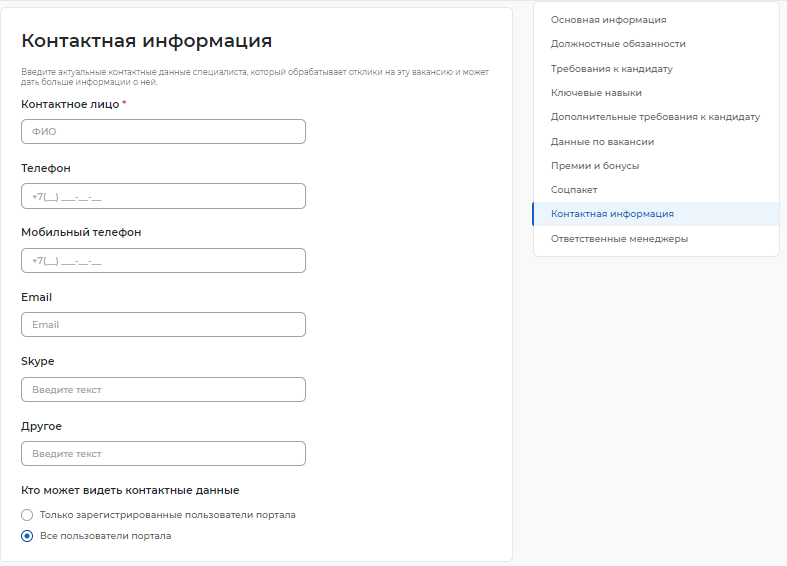 Контактная информация
Введите актуальные контактные данные специалиста, который обрабатывает отклики на эту вакансию и может
дать больше информации о ней.
Контактное лицо *
ФИО
Телефон
+7(__) ___-__-__
Мобильный телефон
+7(__) ___-__-__
Email
Email
Skype
Введите текст
Другое
Введите текст
Кто может видеть контактные данные
Только зарегистрированные пользователи портала
Все пользователи портала
Основная информация
Должностные обязанности
Требования к кандидату
Ключевые навыки
Дополнительные требования к кандидату
Данные по вакансии
Премии и бонусы
Соцпакет
Контактная информация
Ответственные менеджеры